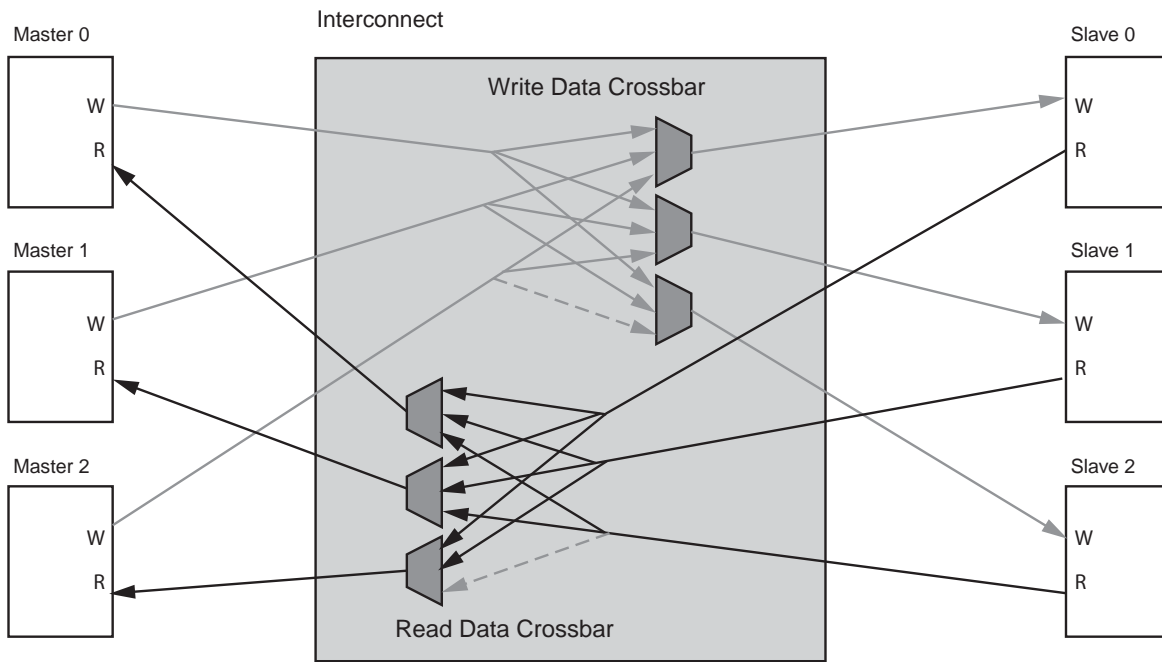 Interconnect
Master 0
Slave 0
Write Data Crossbar
W
R
W
R
Master 1
Slave 1
W
R
W
R
Master 2
Slave 2
W
R
W
R
Read Data Crossbar